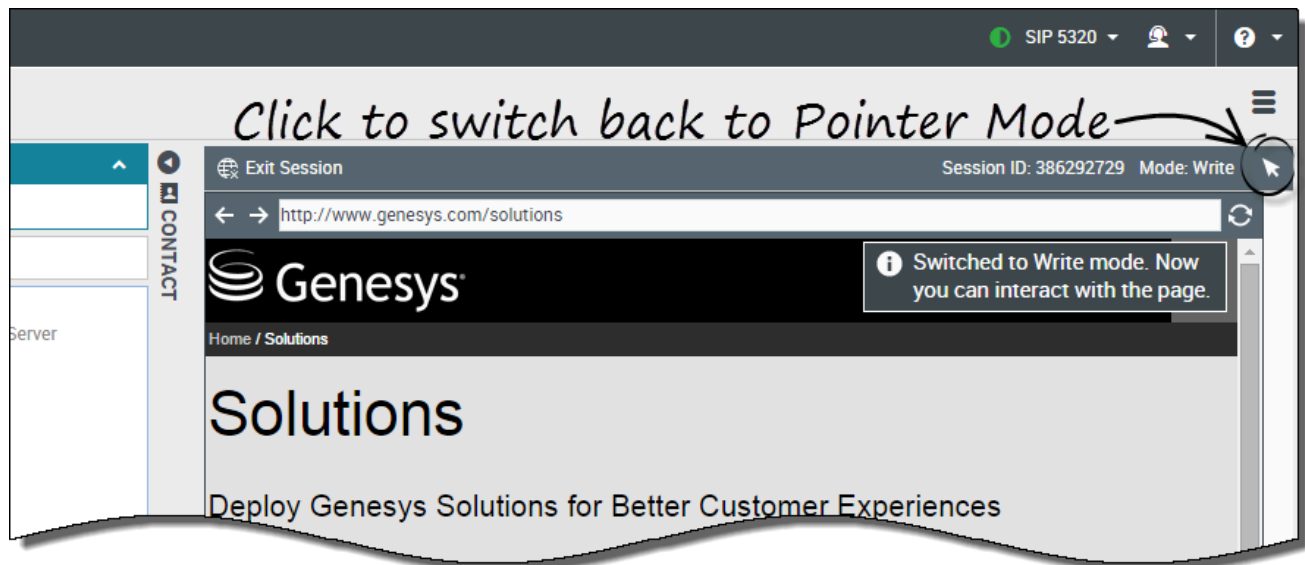 SIP 5320
Click to switch back to Pointer Mode
Exit Session
Session ID: 386292729 Mode: Write
CONTACT
http://www.genesys.com/solutions
Genesys
Switched to Write mode. Now
you can interact with the page.
Server
Home / Solutions
Solutions
Deploy Genesys Solutions for Better Customer Experiences